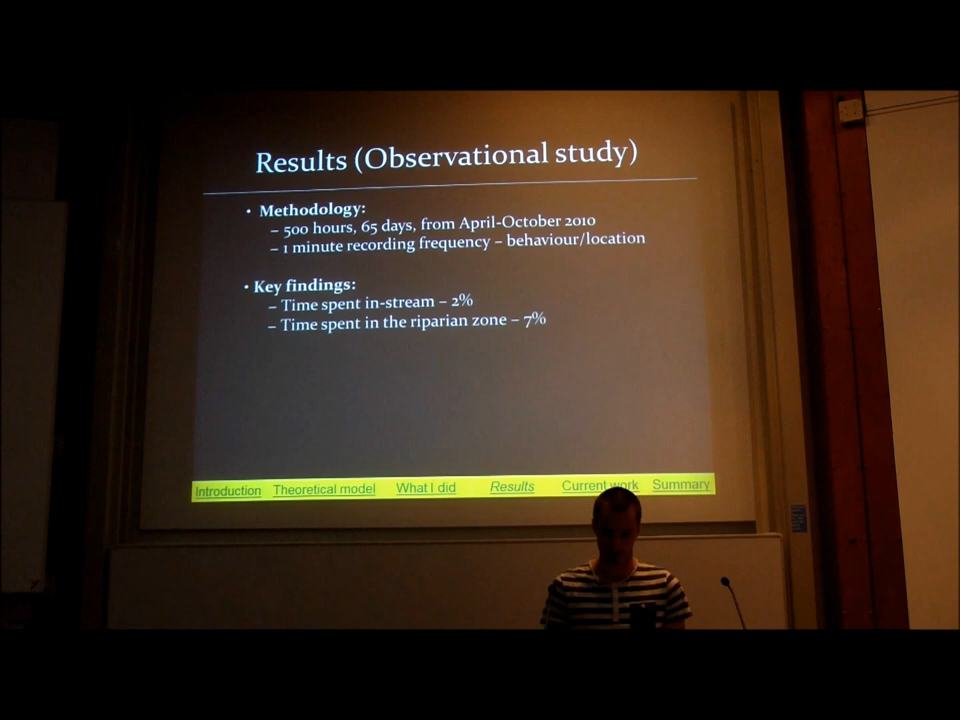 Results (Observational study)
• Methodology:
– 500 hours, 65 days, from April-October 2010
– 1 minute recording frequency – behaviour/location
• Key findings:
– Time spent in-stream – 2%
– Time spent in the riparian zone – 7%
Introduction Theoretical model What I did Results Current work Summary